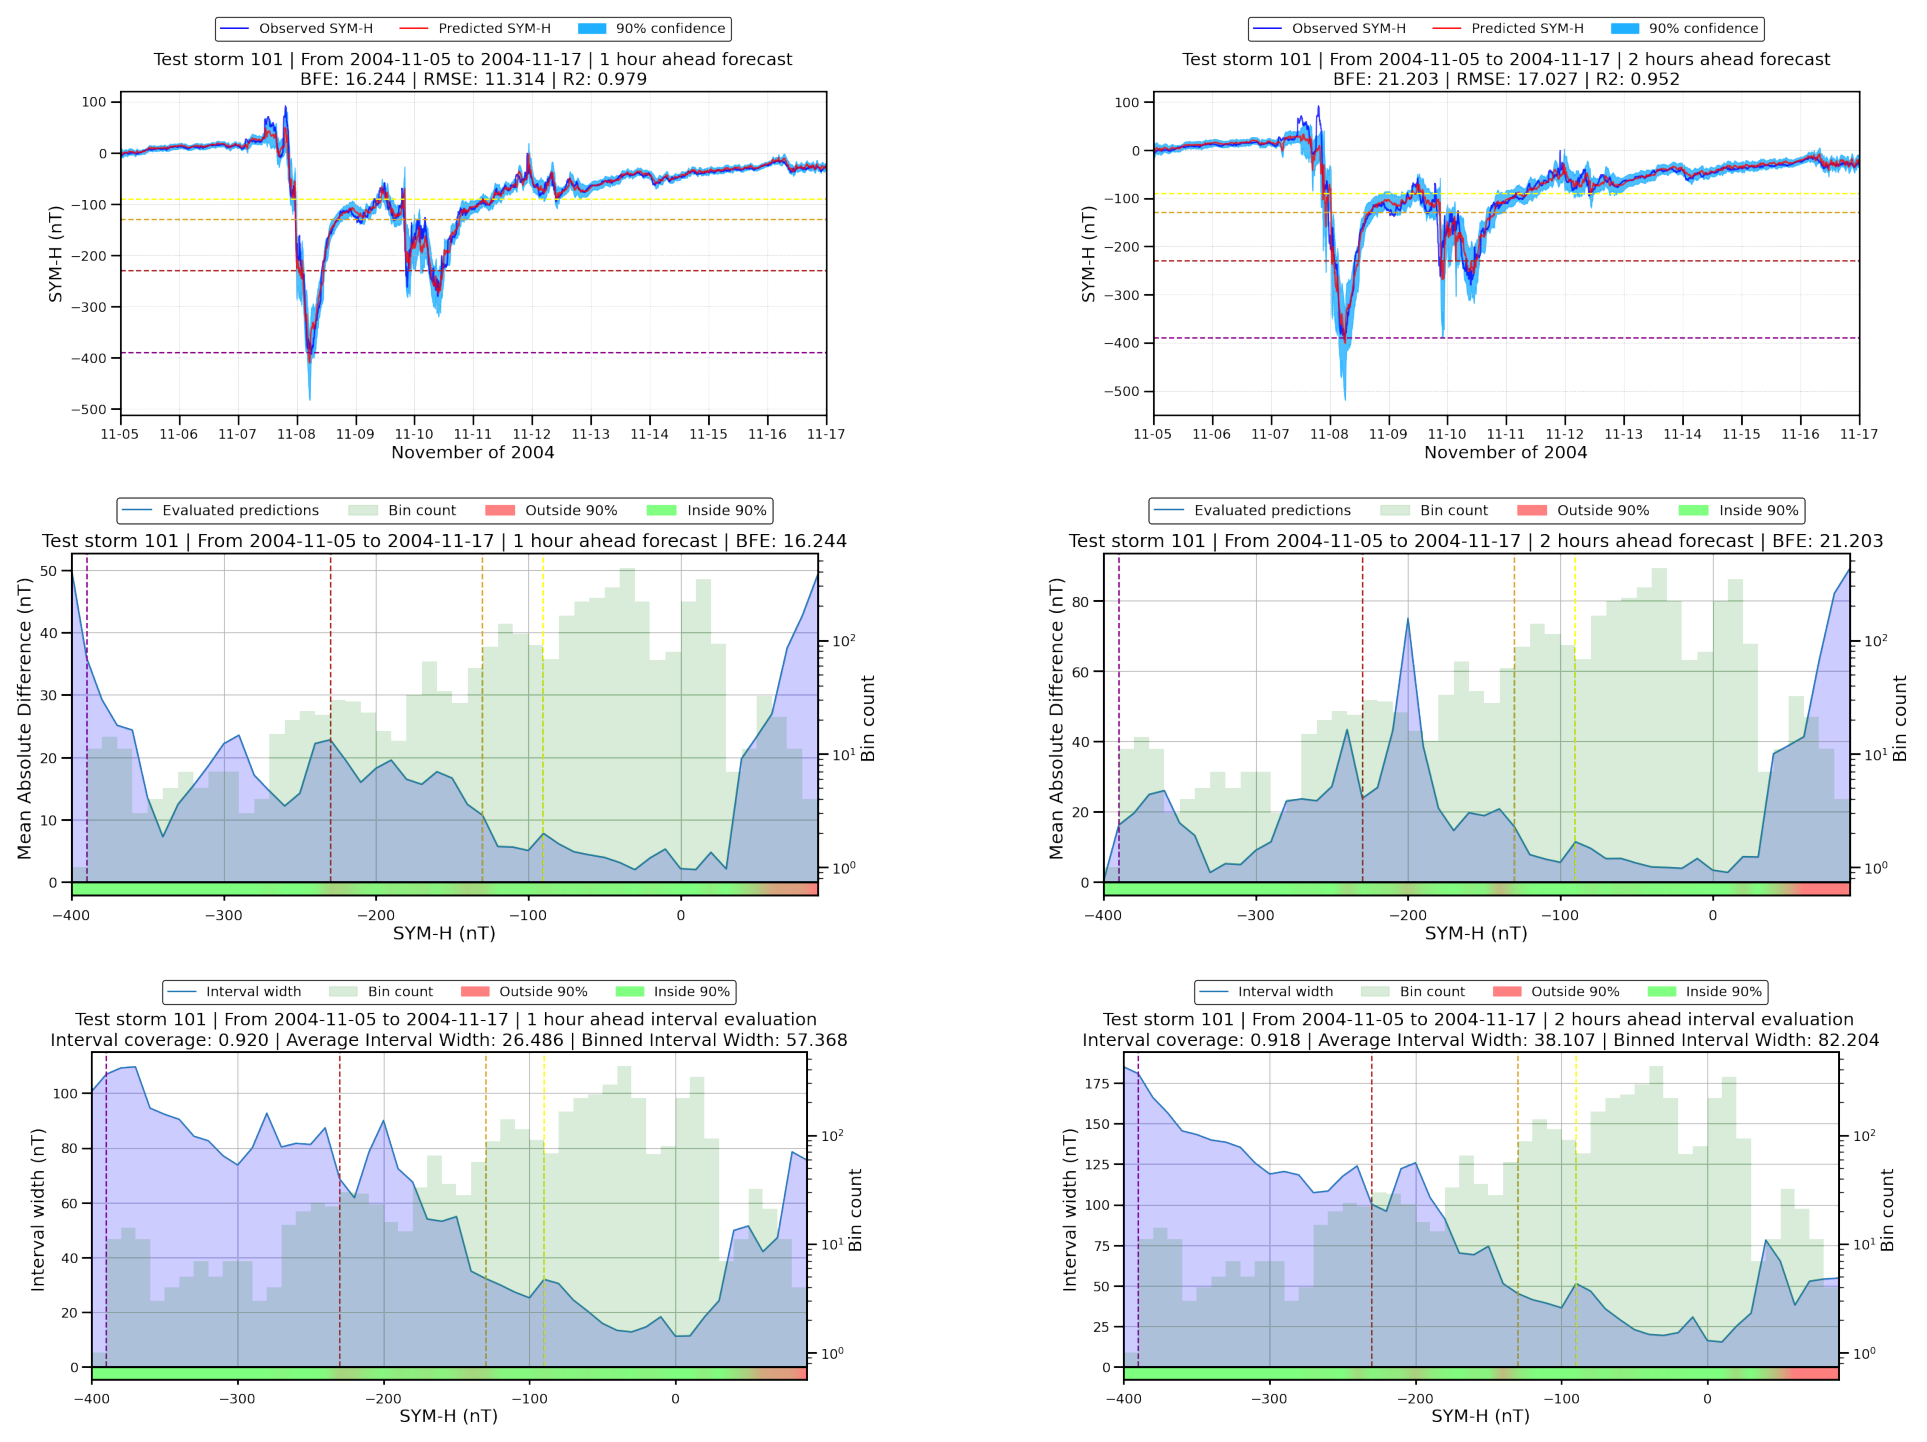 Observed SYM-H Predicted SYM-H 90% confidence
Test storm 101 | From 2004-11-05 to 2004-11-17 | 1 hour ahead forecast
BFE: 16.244 | RMSE: 11.314 | R2: 0.979
SYM-H (nT)
100
0
−100
−200
−300
−400
−500
11-05 11-06 11-07 11-08 11-09 11-10 11-11 11-12 11-13 11-14 11-15 11-16 11-17
November of 2004
Observed SYM-H Predicted SYM-H 90% confidence
Test storm 101 | From 2004-11-05 to 2004-11-17 | 2 hours ahead forecast
BFE: 21.203 | RMSE: 17.027 | R2: 0.952
SYM-H (nT)
100
0
−100
−200
−300
−400
−500
11-05 11-06 11-07 11-08 11-09 11-10 11-11 11-12 11-13 11-14 11-15 11-16 11-17
November of 2004
Evaluated predictions Bin count Outside 90% Inside 90%
Test storm 101 | From 2004-11-05 to 2004-11-17 | 1 hour ahead forecast | BFE: 16.244
Mean Absolute Difference (nT)
50
40
30
20
10
0
10²
10¹
10⁰
Bin count
−400 −300 −200 −100 0
SYM-H (nT)
Evaluated predictions Bin count Outside 90% Inside 90%
Test storm 101 | From 2004-11-05 to 2004-11-17 | 2 hours ahead forecast | BFE: 21.203
Mean Absolute Difference (nT)
80
60
40
20
0
10²
10¹
10⁰
Bin count
−400 −300 −200 −100 0
SYM-H (nT)
Interval width Bin count Outside 90% Inside 90%
Test storm 101 | From 2004-11-05 to 2004-11-17 | 1 hour ahead interval evaluation
Interval coverage: 0.920 | Average Interval Width: 26.486 | Binned Interval Width: 57.368
Interval width (nT)
100
80
60
40
20
0
10²
10¹
10⁰
Bin count
−400 −300 −200 −100 0
SYM-H (nT)
Interval width Bin count Outside 90% Inside 90%
Test storm 101 | From 2004-11-05 to 2004-11-17 | 2 hours ahead interval evaluation
Interval coverage: 0.918 | Average Interval Width: 38.107 | Binned Interval Width: 82.204
Interval width (nT)
175
150
125
100
75
50
25
0
10²
10¹
10⁰
Bin count
−400 −300 −200 −100 0
SYM-H (nT)